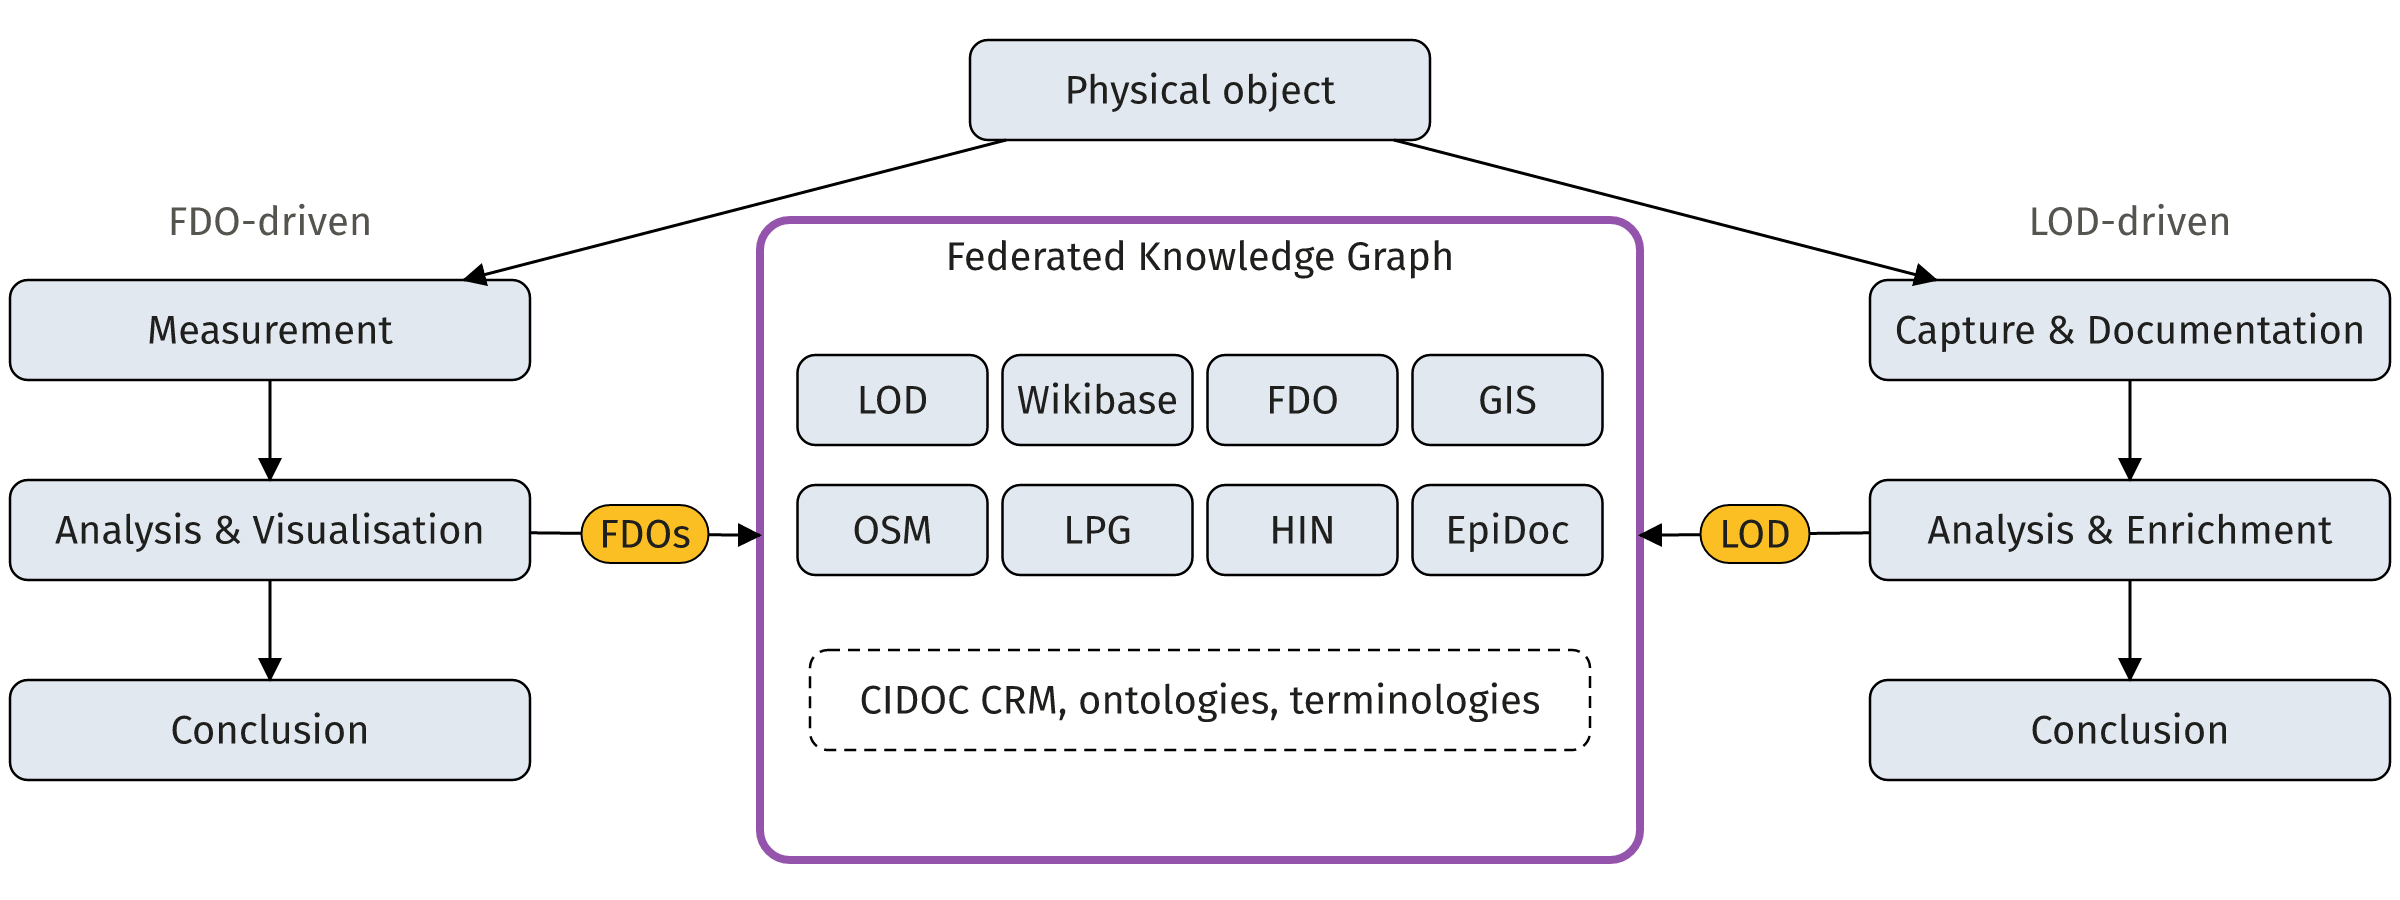 Physical object
FDO-driven
LOD-driven
Federated Knowledge Graph
Measurement
Capture & Documentation
LOD
Wikibase
FDO
GIS
Analysis & Visualisation
FDOs
OSM
LPG
HIN
EpiDoc
LOD
Analysis & Enrichment
CIDOC CRM, ontologies, terminologies
Conclusion
Conclusion